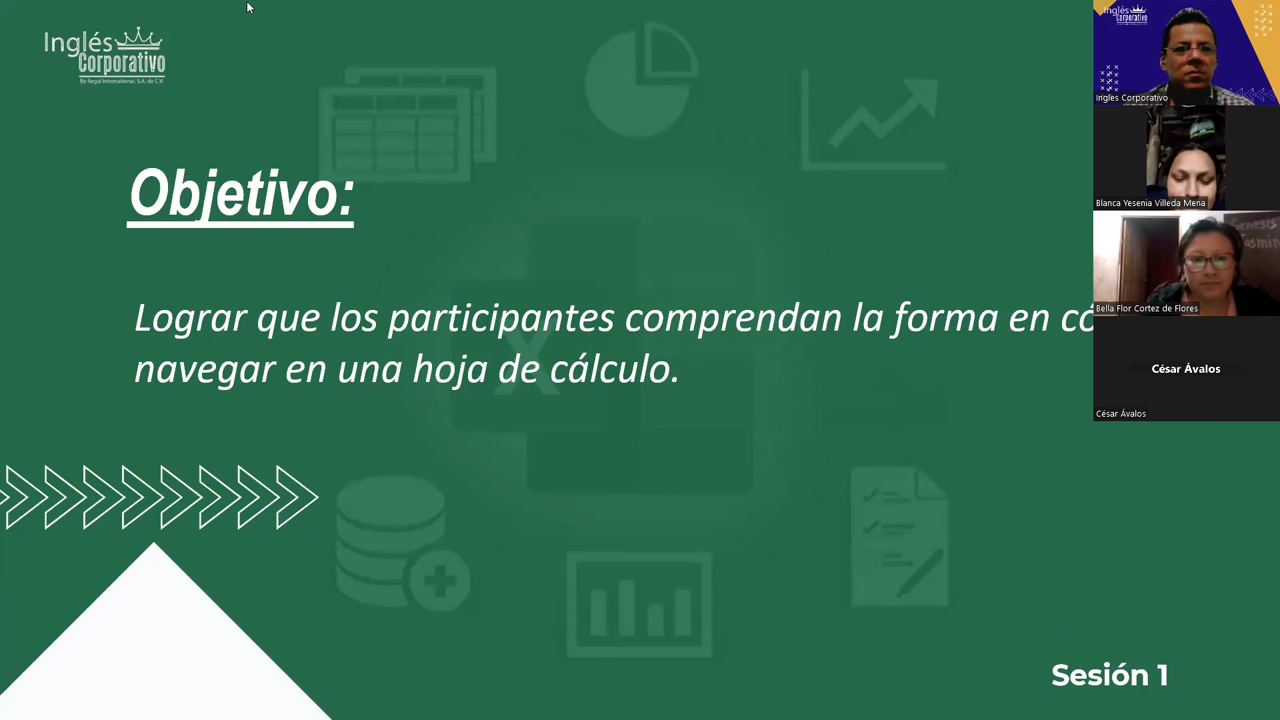 Inglés
Corporativo
By Regal International, S.A. de C.V.
Objetivo:
Lograr que los participantes comprendan la forma en có
navegar en una hoja de cálculo.
Sesión 1
Inglés
Corporativo
Ingles Corporativo
Blanca Yesenia Villeda Mena
Genesis
Bella Flor Cortez de Flores
César Ávalos
César Ávalos